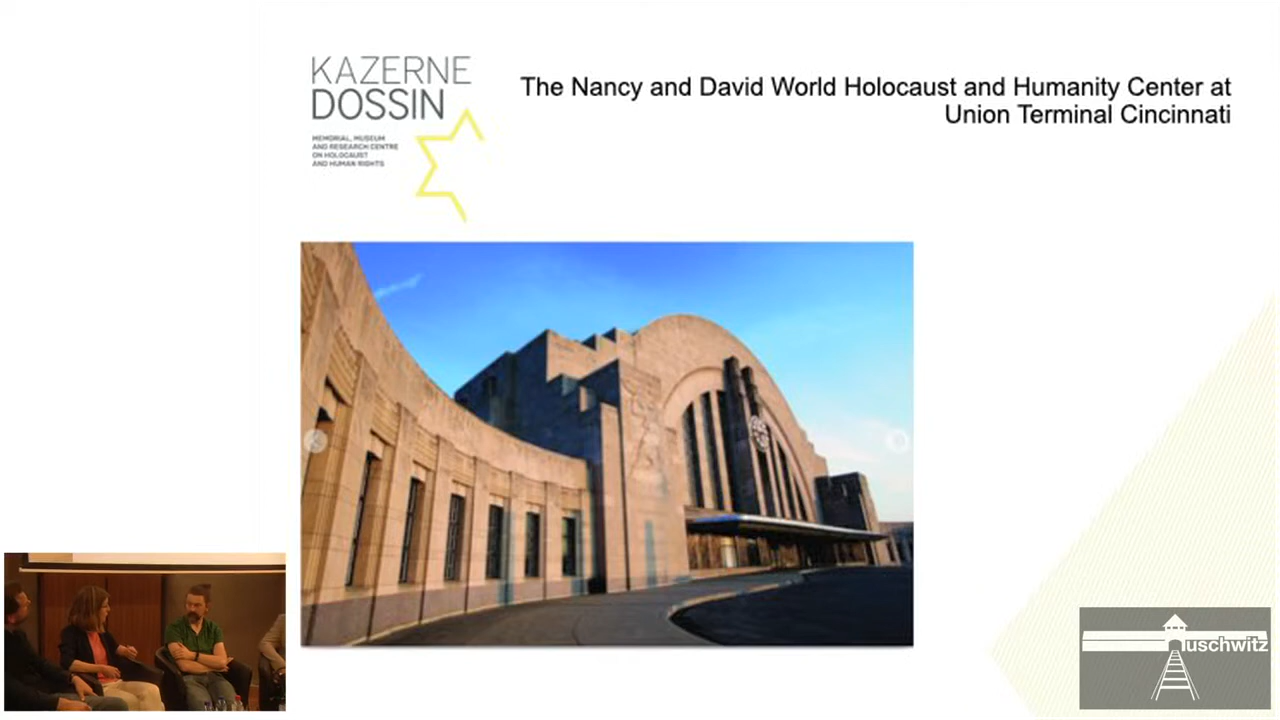 KAZERNE
DOSSIN
MEMORIAL, MUSEUM
AND RESEARCH CENTRE
ON HOLOCAUST
AND HUMAN RIGHTS
The Nancy and David World Holocaust and Humanity Center at
Union Terminal Cincinnati
uschwitz